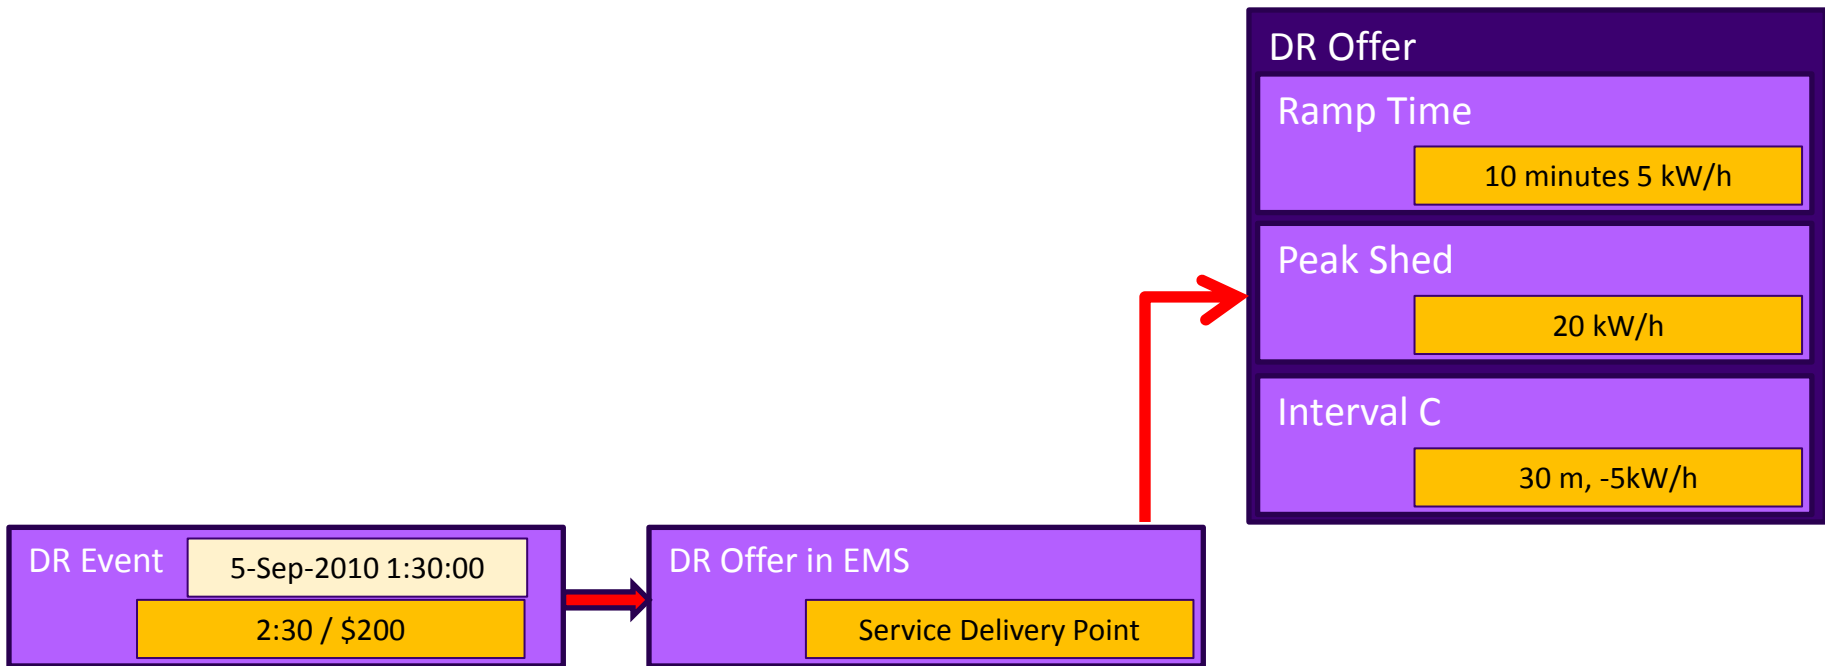 DR Offer
Ramp Time
10 minutes 5 kW/h
Peak Shed
20 kW/h
Interval C
30 m, -5kW/h
DR Event
5-Sep-2010 1:30:00
2:30 / $200
DR Offer in EMS
Service Delivery Point